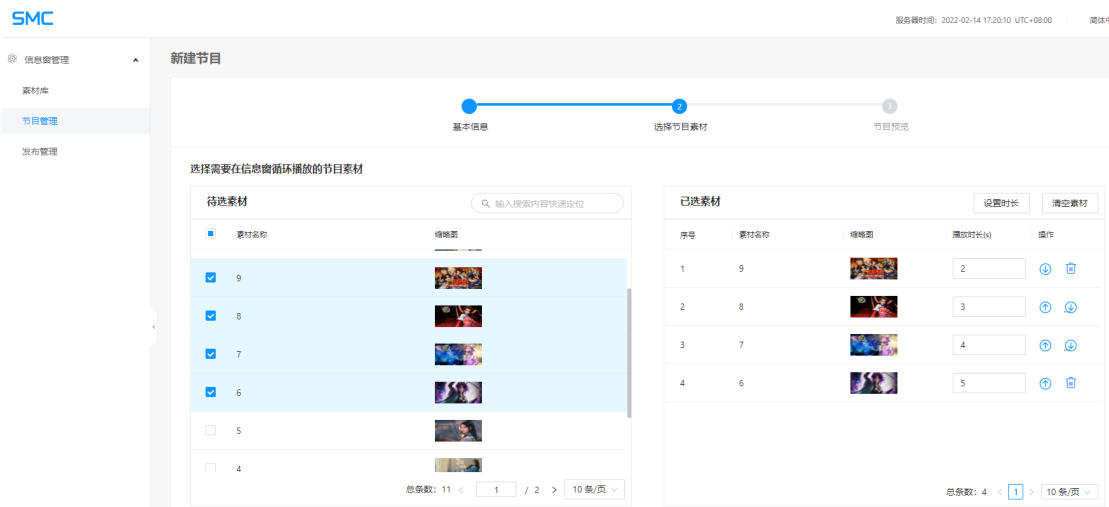 SMC
服务器时间: 2022-02-14 17:20:10 UTC+08:00
简体中
信息窗管理
素材库
节目管理
发布管理
新建节目
2
3
基本信息
选择节目素材
节目预览
选择需要在信息窗循环播放的节目素材
待选素材
输入搜索内容快速定位
素材名称 缩略图
9
8
7
6
5
4
总条数: 11 < 1 / 2 > 10 条/页
已选素材
设置时长 清空素材
序号 素材名称 缩略图 播放时长(s) 操作
1 9 2
2 8 3
3 7 4
4 6 5
总条数: 4 < 1 > 10 条/页